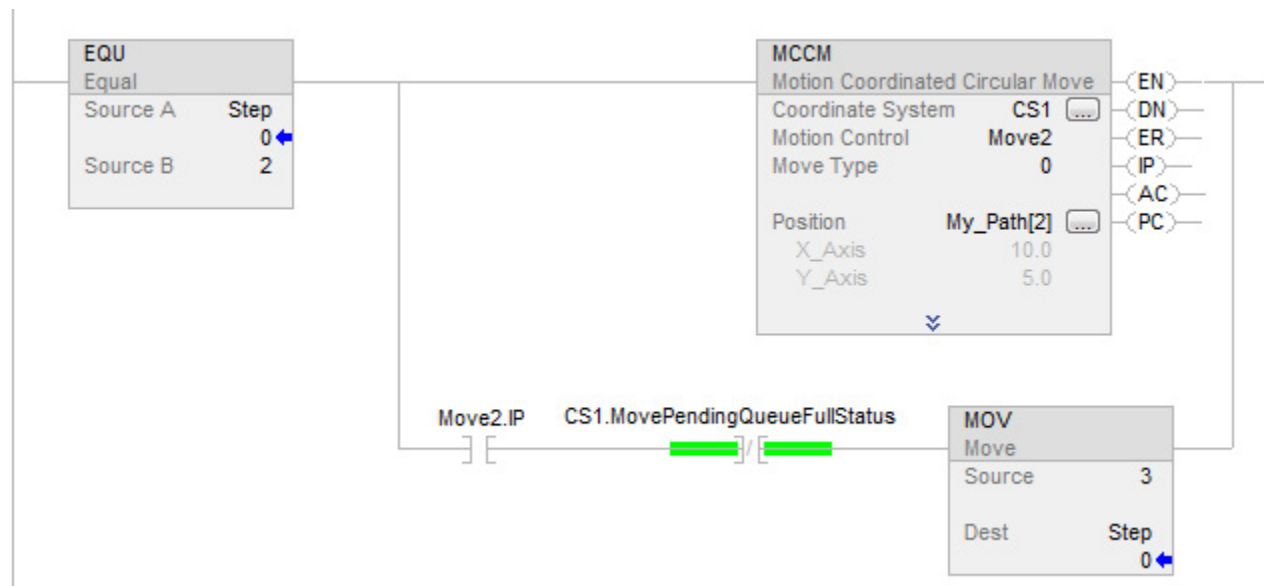 EQU
Equal
Source A Step
0
Source B 2
MCCM
Motion Coordinated Circular Move
Coordinate System CS1 ...
Motion Control Move2
Move Type 0
Position My_Path[2] ...
X_Axis 10.0
Y_Axis 5.0
EN
DN
ER
IP
AC
PC
Move2.IP CS1.MovePendingQueueFullStatus
/
MOV
Move
Source 3
Dest Step
0